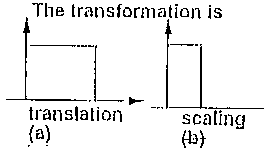 The transformation is
translation
(a)
scaling
(b)